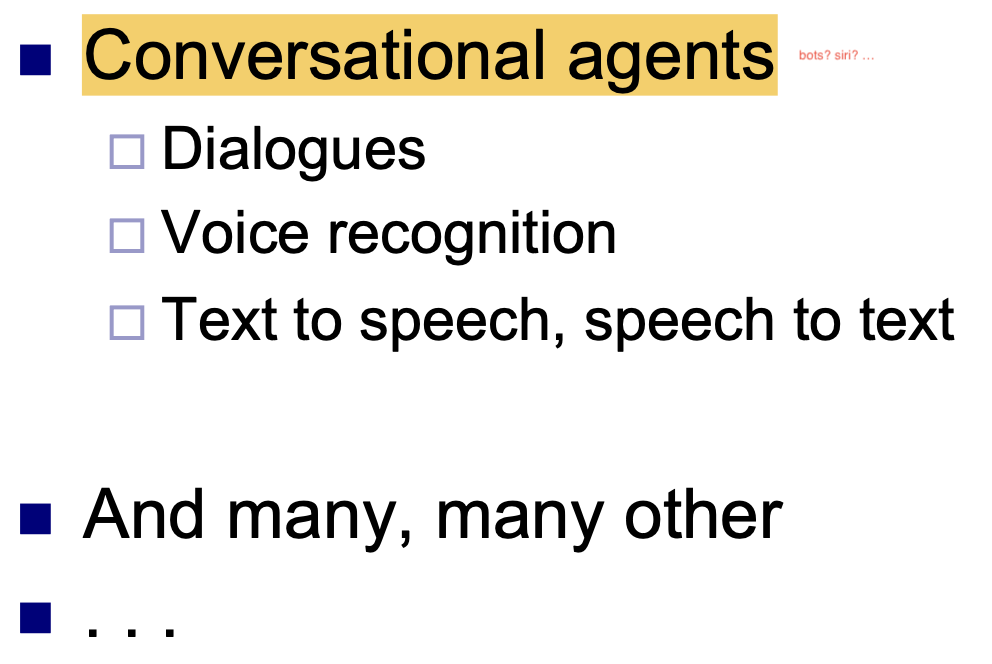 Conversational agents bots? siri? ...
Dialogues
Voice recognition
Text to speech, speech to text
And many, many other
. . .